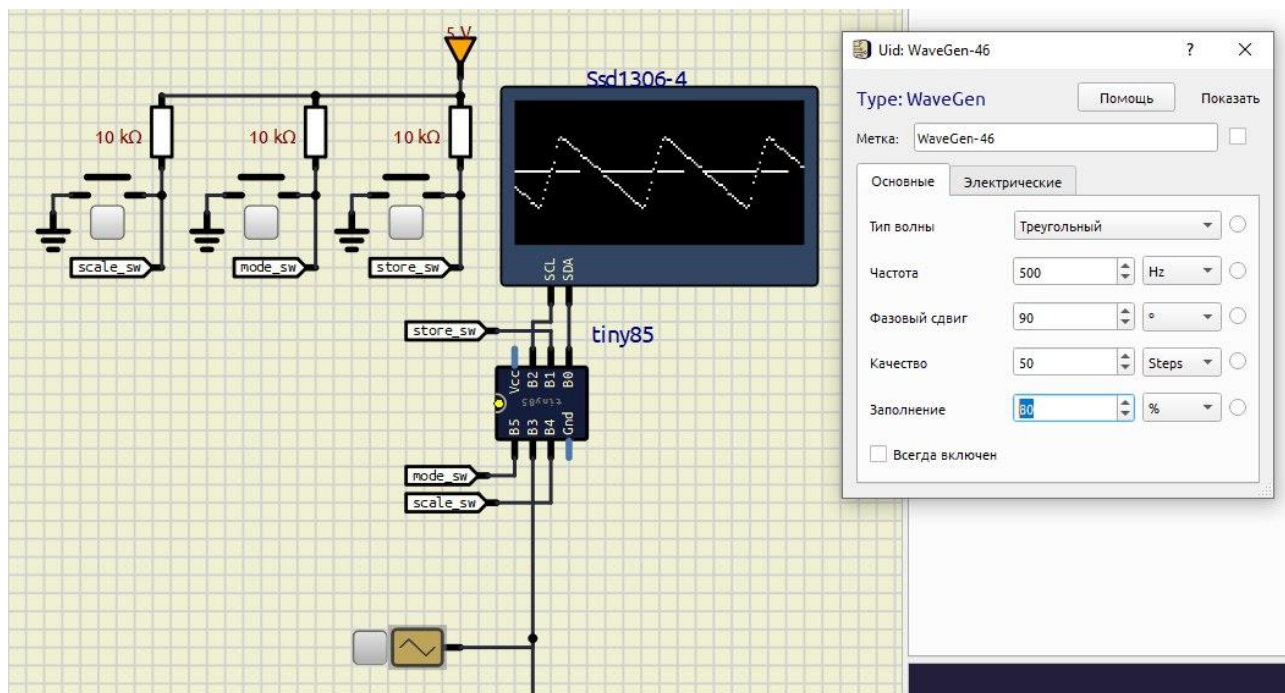 5 V
Ssd1306-4
10 kΩ
10 kΩ
10 kΩ
scale_sw
mode_sw
store_sw
SCL
SDA
store_sw
tiny85
Vcc
B2
B1
B0
tiny85
B5
B3
B4
Gnd
mode_sw
scale_sw
Uid: WaveGen-46
?
Type: WaveGen
Помощь
Показать
Метка:
WaveGen-46
Основные
Электрические
Тип волны
Треугольный
Частота
500
Hz
Фазовый сдвиг
90
°
Качество
50
Steps
Заполнение
80
%
Всегда включен